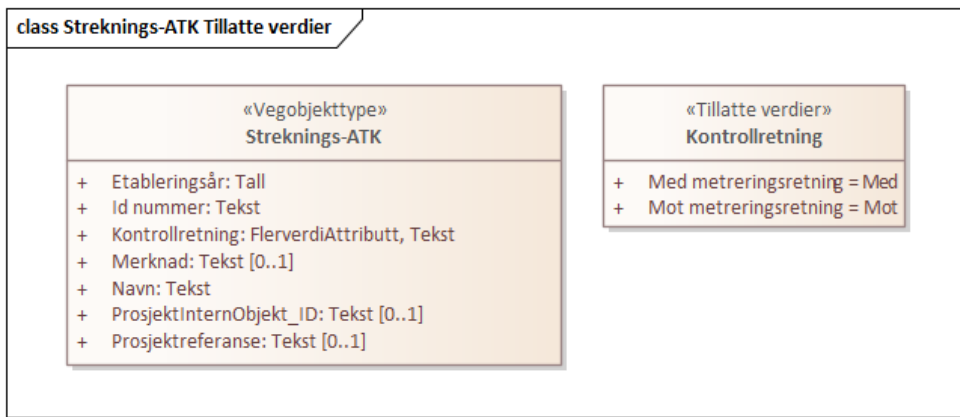 class Streknings-ATK Tillatte verdier
«Vegobjekttype»
Streknings-ATK
+ Etableringsår: Tall
+ Id nummer: Tekst
+ Kontrollretning: FlerverdiAttributt, Tekst
+ Merknad: Tekst [0..1]
+ Navn: Tekst
+ ProsjektInternObjekt_ID: Tekst [0..1]
+ Prosjektreferanse: Tekst [0..1]
«Tillatte verdier»
Kontrollretning
+ Med metreringsretning = Med
+ Mot metreringsretning = Mot